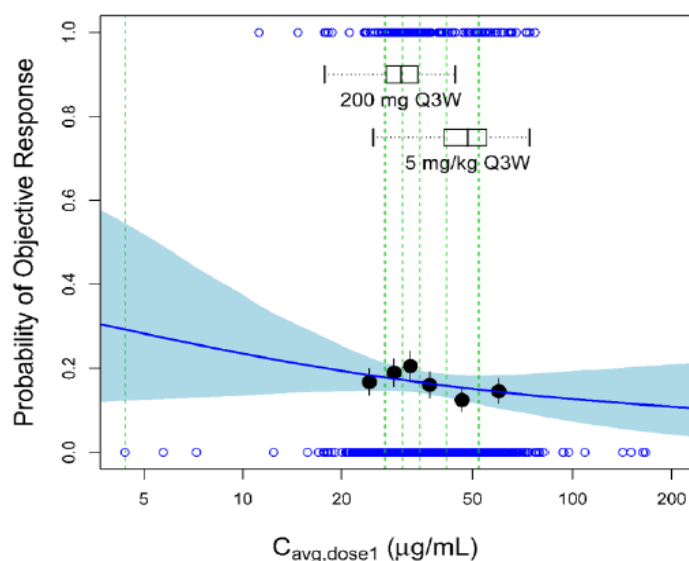 1.0
0.8
0.6
0.4
0.2
0.0
Probability of Objective Response
200 mg Q3W
5 mg/kg Q3W
5 10 20 50 100 200
Cavg,dose1 (μg/mL)